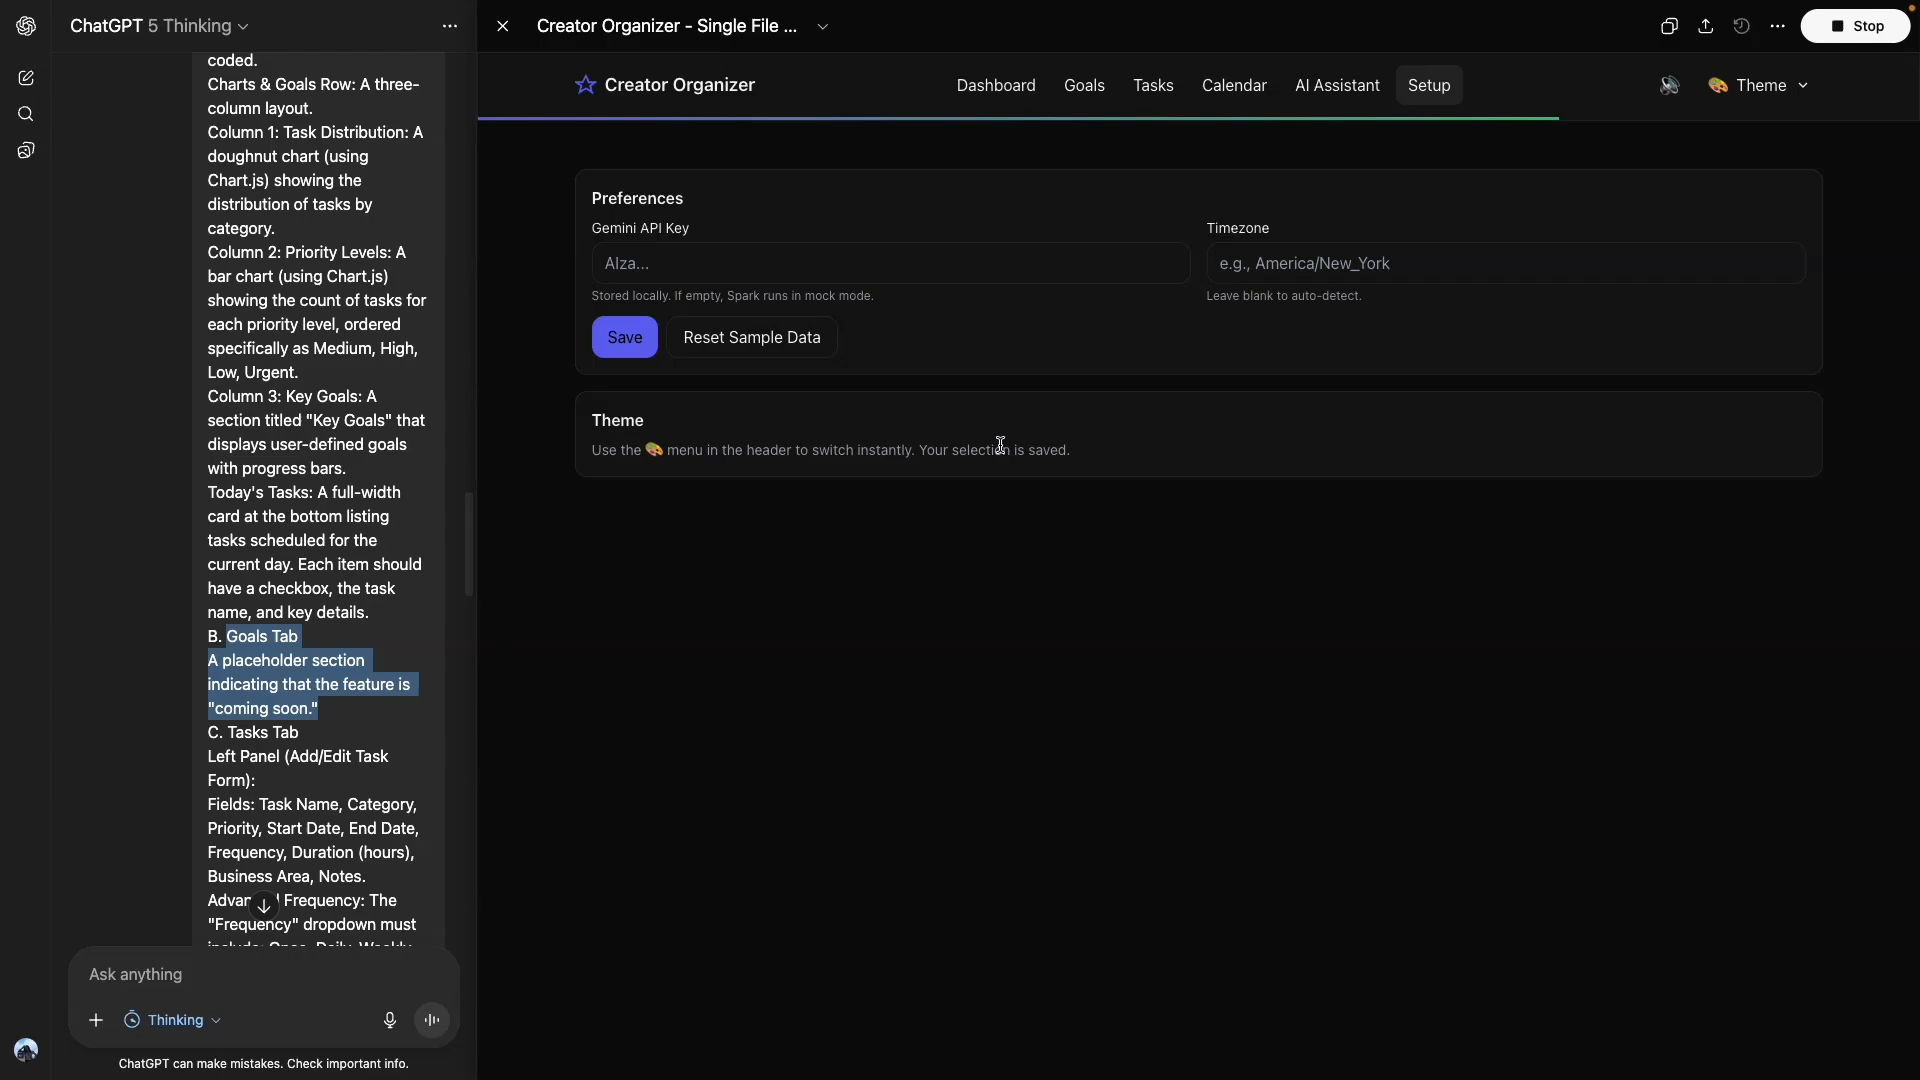 ChatGPT 5 Thinking
coded.
Charts & Goals Row: A three-
column layout.
Column 1: Task Distribution: A
doughnut chart (using
Chart.js) showing the
distribution of tasks by
category.
Column 2: Priority Levels: A
bar chart (using Chart.js)
showing the count of tasks for
each priority level, ordered
specifically as Medium, High,
Low, Urgent.
Column 3: Key Goals: A
section titled "Key Goals" that
displays user-defined goals
with progress bars.
Today's Tasks: A full-width
card at the bottom listing
tasks scheduled for the
current day. Each item should
have a checkbox, the task
name, and key details.
B. Goals Tab
A placeholder section
indicating that the feature is
"coming soon."
C. Tasks Tab
Left Panel (Add/Edit Task
Form):
Fields: Task Name, Category,
Priority, Start Date, End Date,
Frequency, Duration (hours),
Business Area, Notes.
Frequency: The
"Frequency" dropdown must
Ask anything
Thinking
ChatGPT can make mistakes. Check important info.
Creator Organizer - Single File ...
Stop
Creator Organizer
Dashboard
Goals
Tasks
Calendar
AI Assistant
Setup
Theme
Preferences
Gemini API Key
AIza...
Stored locally. If empty, Spark runs in mock mode.
Timezone
e.g., America/New_York
Leave blank to auto-detect.
Save
Reset Sample Data
Theme
Use the 🎨 menu in the header to switch instantly. Your selection is saved.